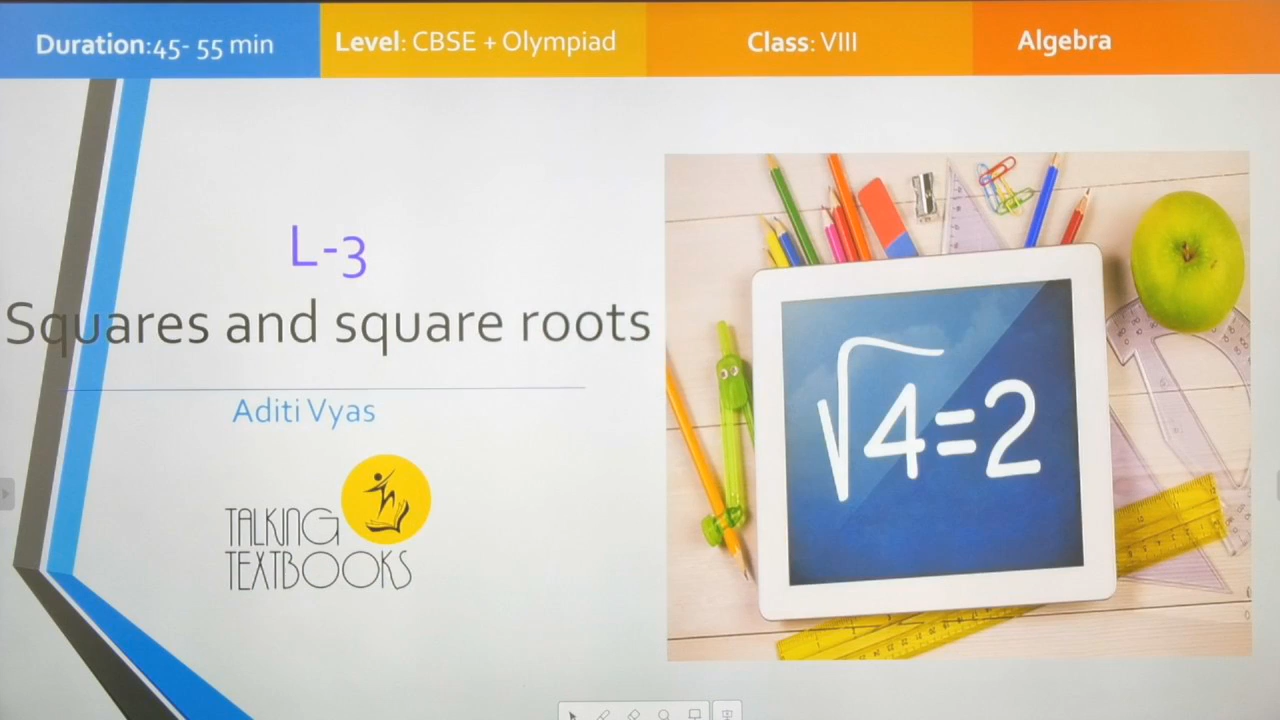 Duration:45- 55 min
Level: CBSE + Olympiad
Class: VIII
Algebra
L-3
Squares and square roots
Aditi Vyas
TALKING
TEXTBOOKS
√4=2